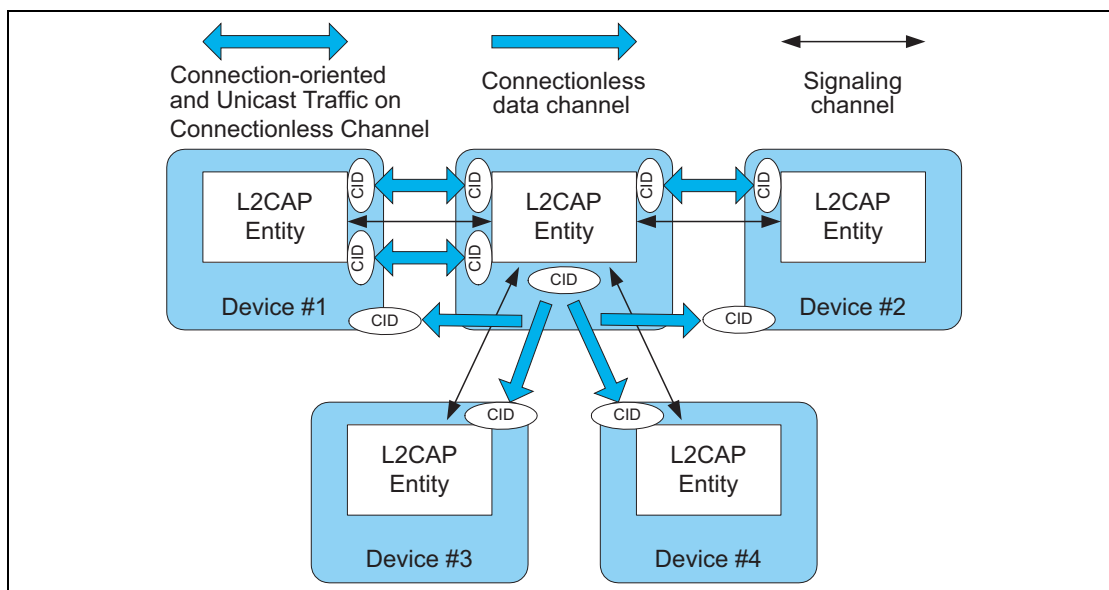 Connection-oriented
and Unicast Traffic on
Connectionless Channel
Connectionless
data channel
Signaling
channel
CID
CID
CID
CID
L2CAP
Entity
L2CAP
Entity
L2CAP
Entity
CID
CID
CID
Device #1
Device #2
CID
CID
CID
CID
L2CAP
Entity
L2CAP
Entity
Device #3
Device #4